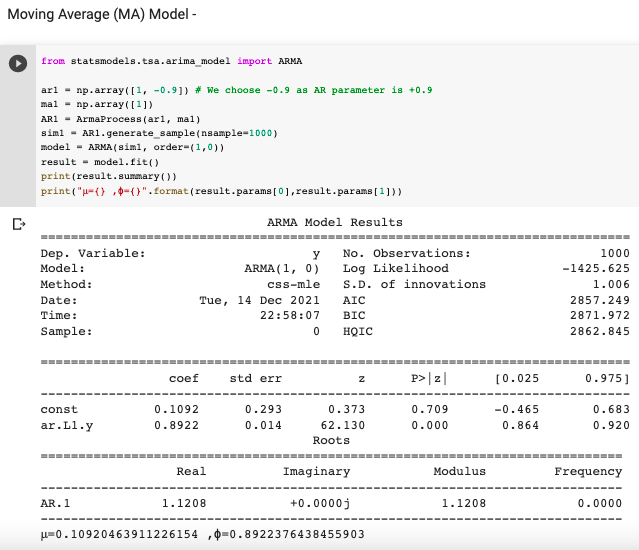 Moving Average (MA) Model -
from statsmodels.tsa.arima_model import ARMA
ar1 = np.array([1, -0.9]) # We choose -0.9 as AR parameter is +0.9
ma1 = np.array([1])
AR1 = ArmaProcess(ar1, ma1)
sim1 = AR1.generate_sample(nsample=1000)
model = ARMA(sim1, order=(1,0))
result = model.fit()
print(result.summary())
print("μ={} ,ϕ={}".format(result.params[0],result.params[1]))
ARMA Model Results
==============================================================================
Dep. Variable: y No. Observations: 1000
Model: ARMA(1, 0) Log Likelihood -1425.625
Method: css-mle S.D. of innovations 1.006
Date: Tue, 14 Dec 2021 AIC 2857.249
Time: 22:58:07 BIC 2871.972
Sample: 0 HQIC 2862.845
==============================================================================
coef std err z P>|z| [0.025 0.975]
------------------------------------------------------------------------------
const 0.1092 0.293 0.373 0.709 -0.465 0.683
ar.L1.y 0.8922 0.014 62.130 0.000 0.864 0.920
Roots
=============================================================================
Real Imaginary Modulus Frequency
-----------------------------------------------------------------------------
AR.1 1.1208 +0.0000j 1.1208 0.0000
-----------------------------------------------------------------------------
μ=0.10920463911226154 ,ϕ=0.8922376438455903